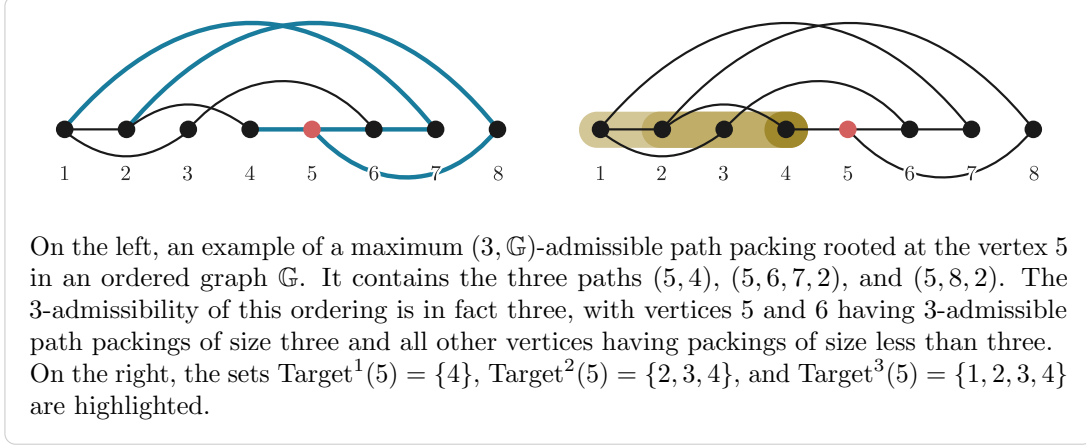 1 2 3 4 5 6 7 8 1 2 3 4 5 6 7 8
On the left, an example of a maximum (3, 𝔾)-admissible path packing rooted at the vertex 5
in an ordered graph 𝔾. It contains the three paths (5, 4), (5, 6, 7, 2), and (5, 8, 2). The
3-admissibility of this ordering is in fact three, with vertices 5 and 6 having 3-admissible
path packings of size three and all other vertices having packings of size less than three.
On the right, the sets Target¹(5) = {4}, Target²(5) = {2, 3, 4}, and Target³(5) = {1, 2, 3, 4}
are highlighted.